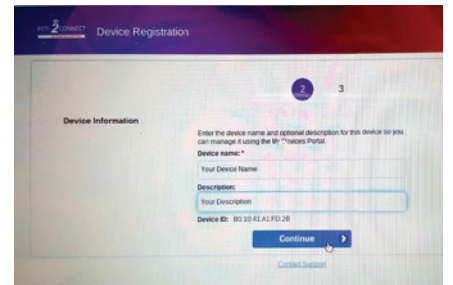 2CONNECT
Device Registration
2 3
Device Information
Enter the device name and optional description for this device so you
can manage it using the My Devices Portal.
Device name: *
Your Device Name
Description:
Your Description
Device ID: B0:10:41:A1:FD:2B
Continue
Contact Support